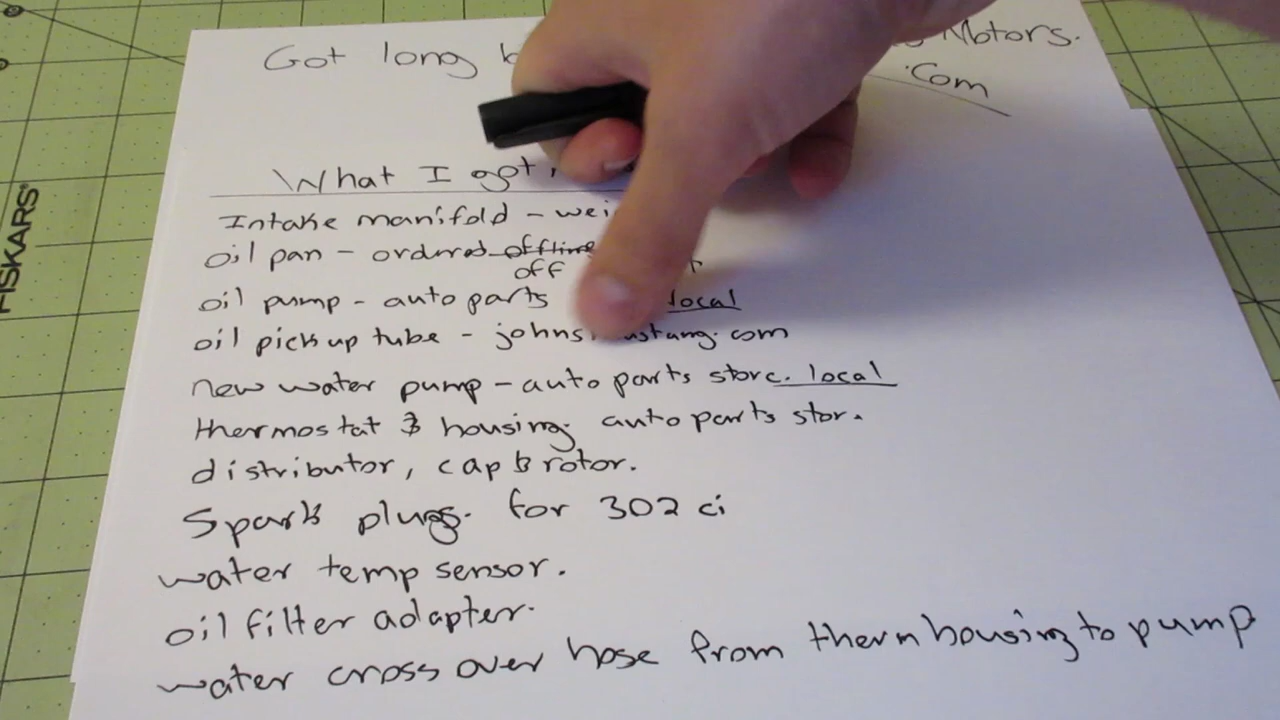 FISKARS
Got long Motors.
.Com
What I got,
Intake manifold -
oil pan - ordered offline
off
oil pump - auto parts local
oil pickup tube - johns mustang.com
new water pump - auto parts store. local
thermostat & housing. auto parts stor.
distributor, cap & rotor.
Spark plugs. for 302 ci
water temp sensor.
oil filter adapter.
water cross over hose from therm housing to pump